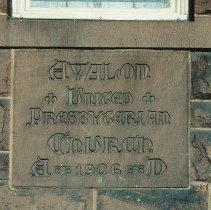 AVALON
UNITED
PRESBYTERIAN
CHURCH
A 1906 D